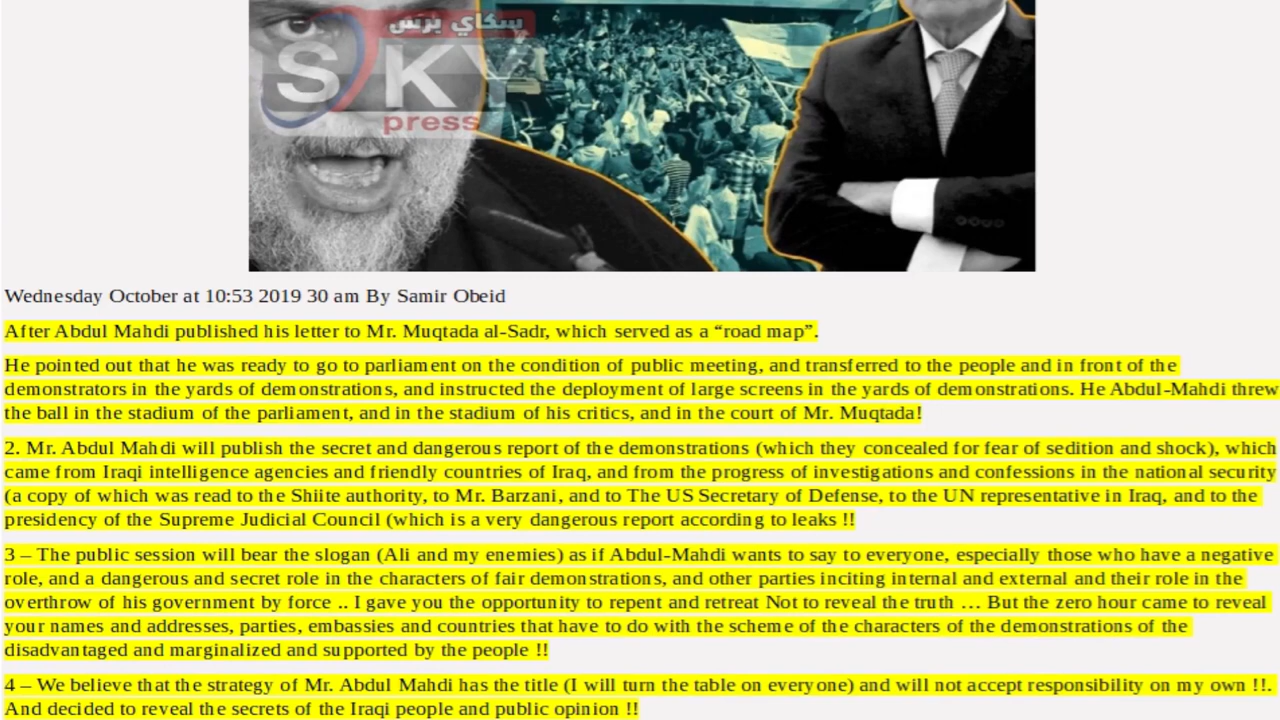 سكاي برس
SKY
press
Wednesday October at 10:53 2019 30 am By Samir Obeid
After Abdul Mahdi published his letter to Mr. Muqtada al-Sadr, which served as a “road map”.
He pointed out that he was ready to go to parliament on the condition of public meeting, and transferred to the people and in front of the
demonstrators in the yards of demonstrations, and instructed the deployment of large screens in the yards of demonstrations. He Abdul-Mahdi threw
the ball in the stadium of the parliament, and in the stadium of his critics, and in the court of Mr. Muqtada!
2. Mr. Abdul Mahdi will publish the secret and dangerous report of the demonstrations (which they concealed for fear of sedition and shock), which
came from Iraqi intelligence agencies and friendly countries of Iraq, and from the progress of investigations and confessions in the national security
(a copy of which was read to the Shiite authority, to Mr. Barzani, and to The US Secretary of Defense, to the UN representative in Iraq, and to the
presidency of the Supreme Judicial Council (which is a very dangerous report according to leaks !!
3 – The public session will bear the slogan (Ali and my enemies) as if Abdul-Mahdi wants to say to everyone, especially those who have a negative
role, and a dangerous and secret role in the characters of fair demonstrations, and other parties inciting internal and external and their role in the
overthrow of his government by force .. I gave you the opportunity to repent and retreat Not to reveal the truth … But the zero hour came to reveal
your names and addresses, parties, embassies and countries that have to do with the scheme of the characters of the demonstrations of the
disadvantaged and marginalized and supported by the people !!
4 – We believe that the strategy of Mr. Abdul Mahdi has the title (I will turn the table on everyone) and will not accept responsibility on my own !!.
And decided to reveal the secrets of the Iraqi people and public opinion !!